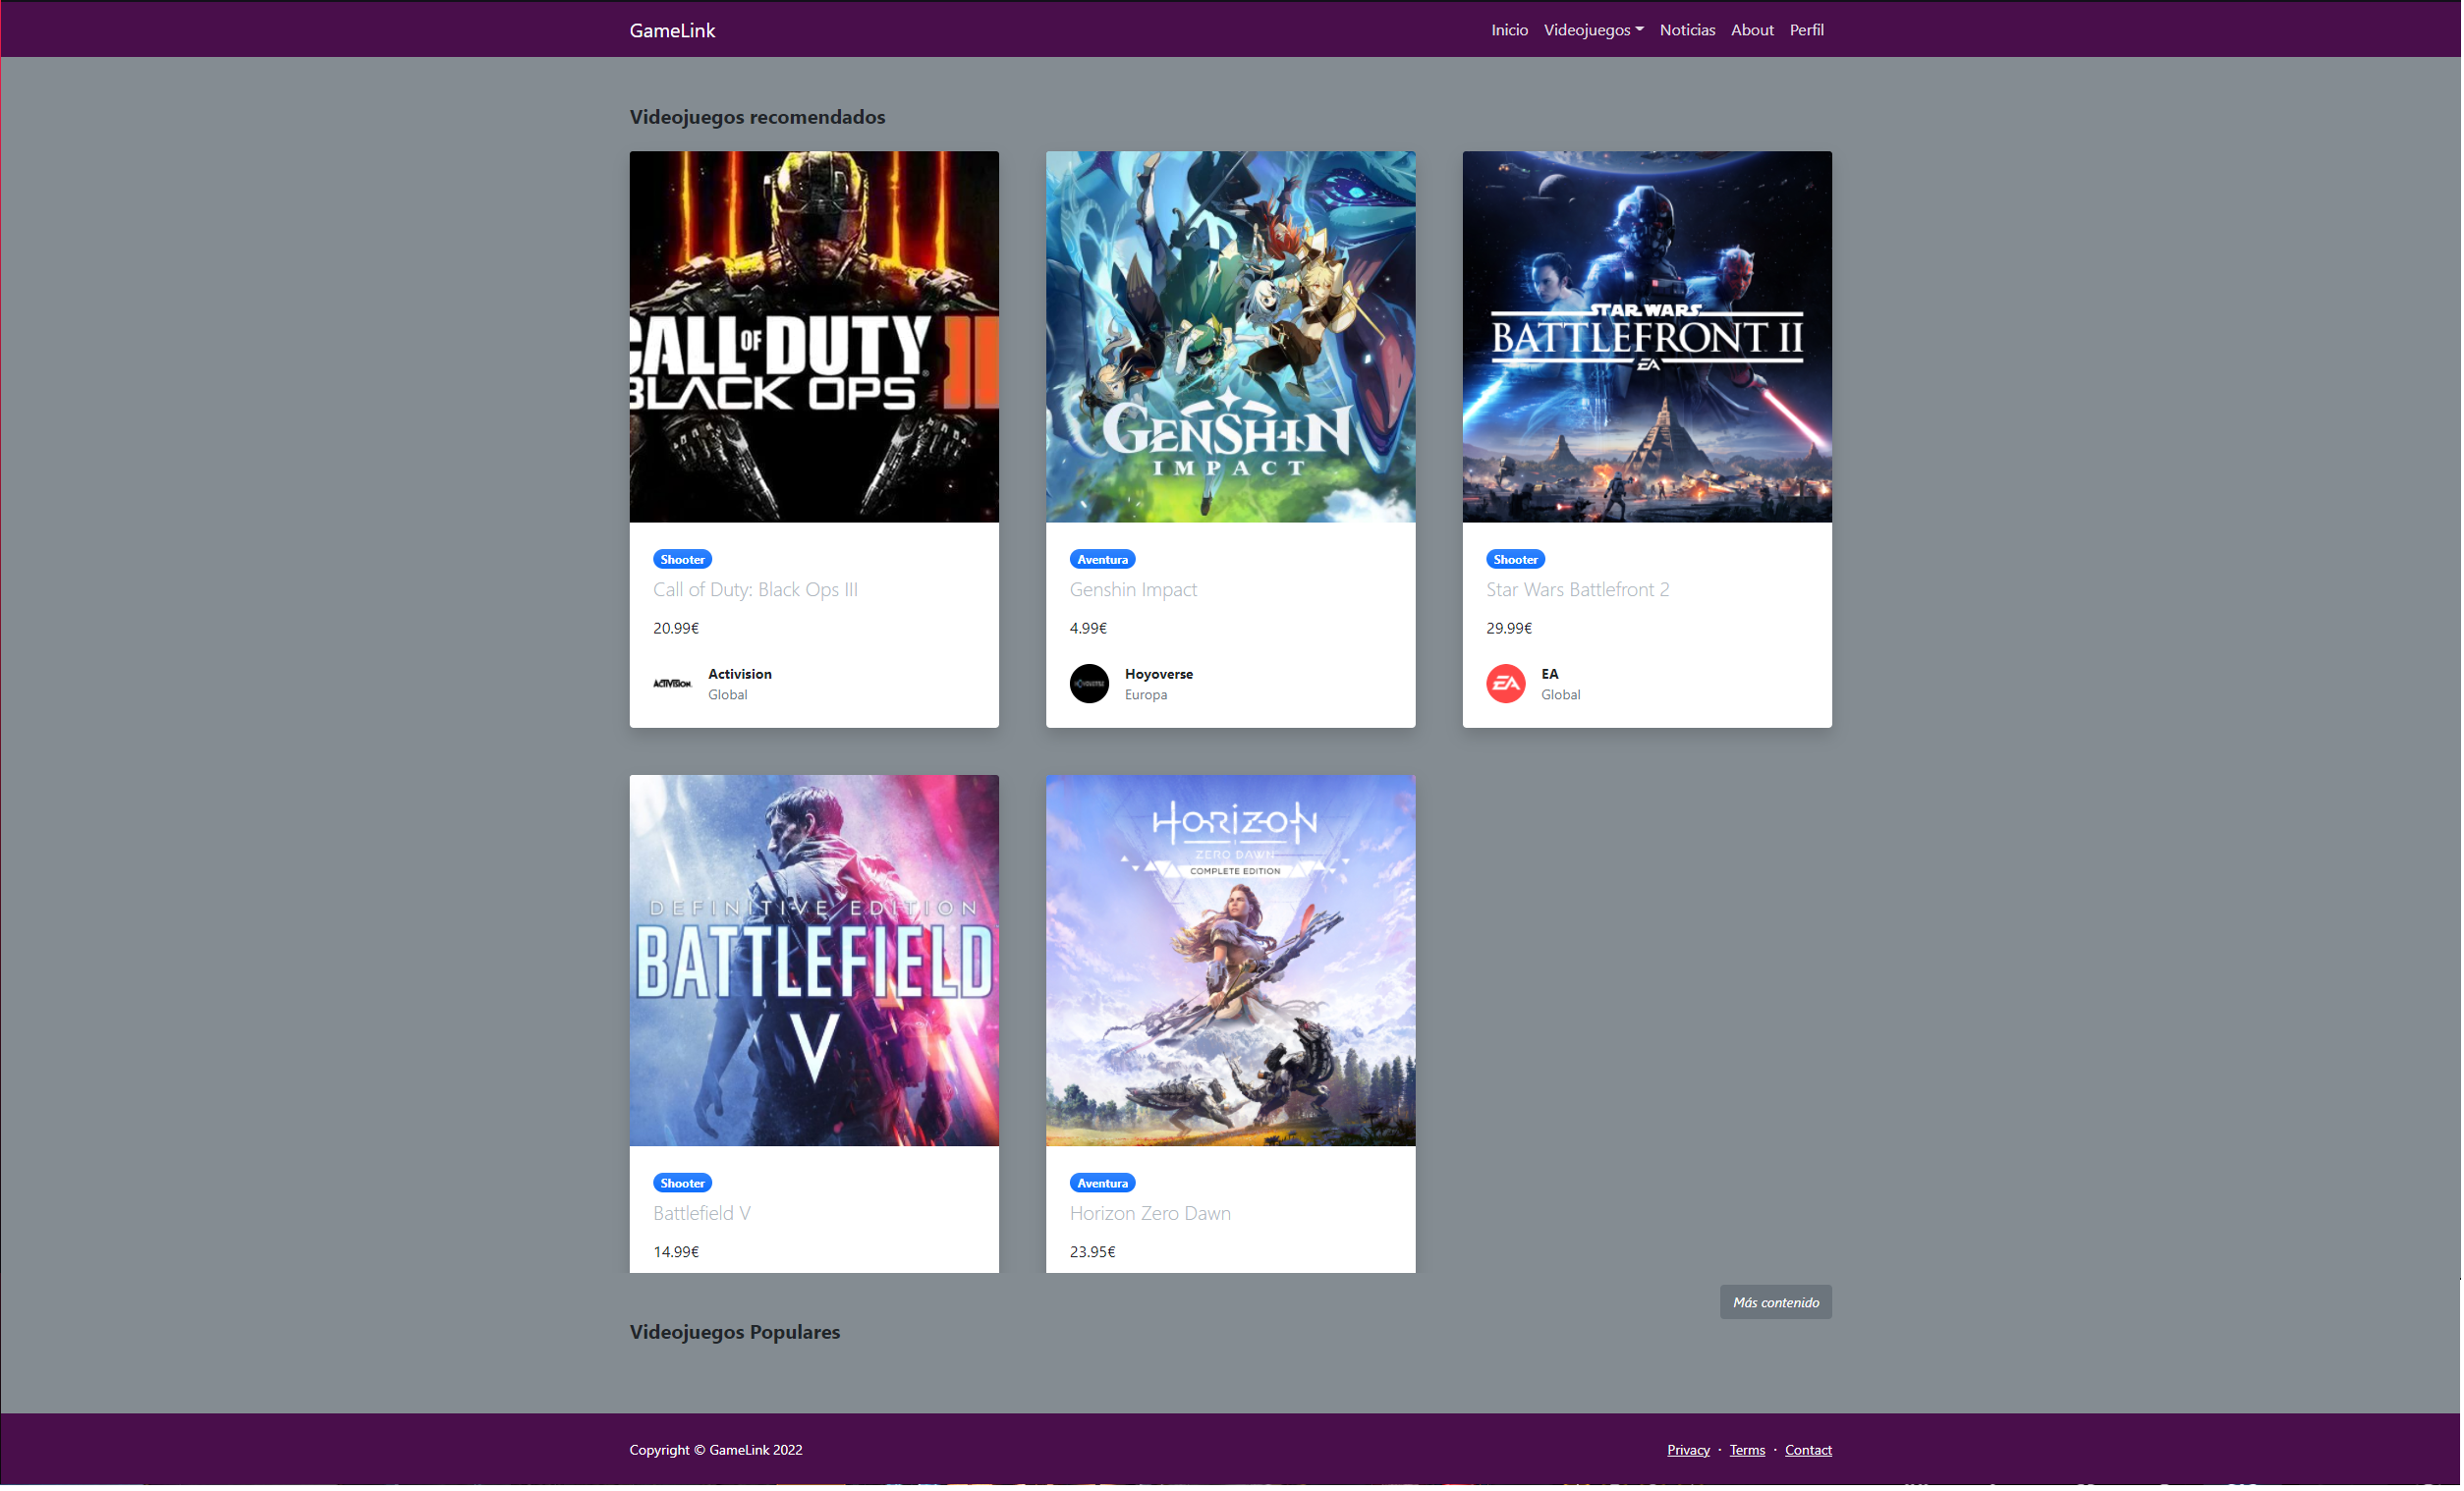 GameLink
Inicio Videojuegos Noticias About Perfil
Videojuegos recomendados
CALL OF DUTY
BLACK OPS III
GENSHIN
IMPACT
STAR WARS
BATTLEFRONT II
EA
Shooter
Call of Duty: Black Ops III
20.99€
ACTIVISION
Activision
Global
Aventura
Genshin Impact
4.99€
HOYOVERSE
Hoyoverse
Europa
Shooter
Star Wars Battlefront 2
29.99€
EA
EA
Global
DEFINITIVE EDITION
BATTLEFIELD
V
HORIZON
ZERO DAWN
COMPLETE EDITION
Shooter
Battlefield V
14.99€
Aventura
Horizon Zero Dawn
23.95€
Más contenido
Videojuegos Populares
Copyright © GameLink 2022
Privacy · Terms · Contact